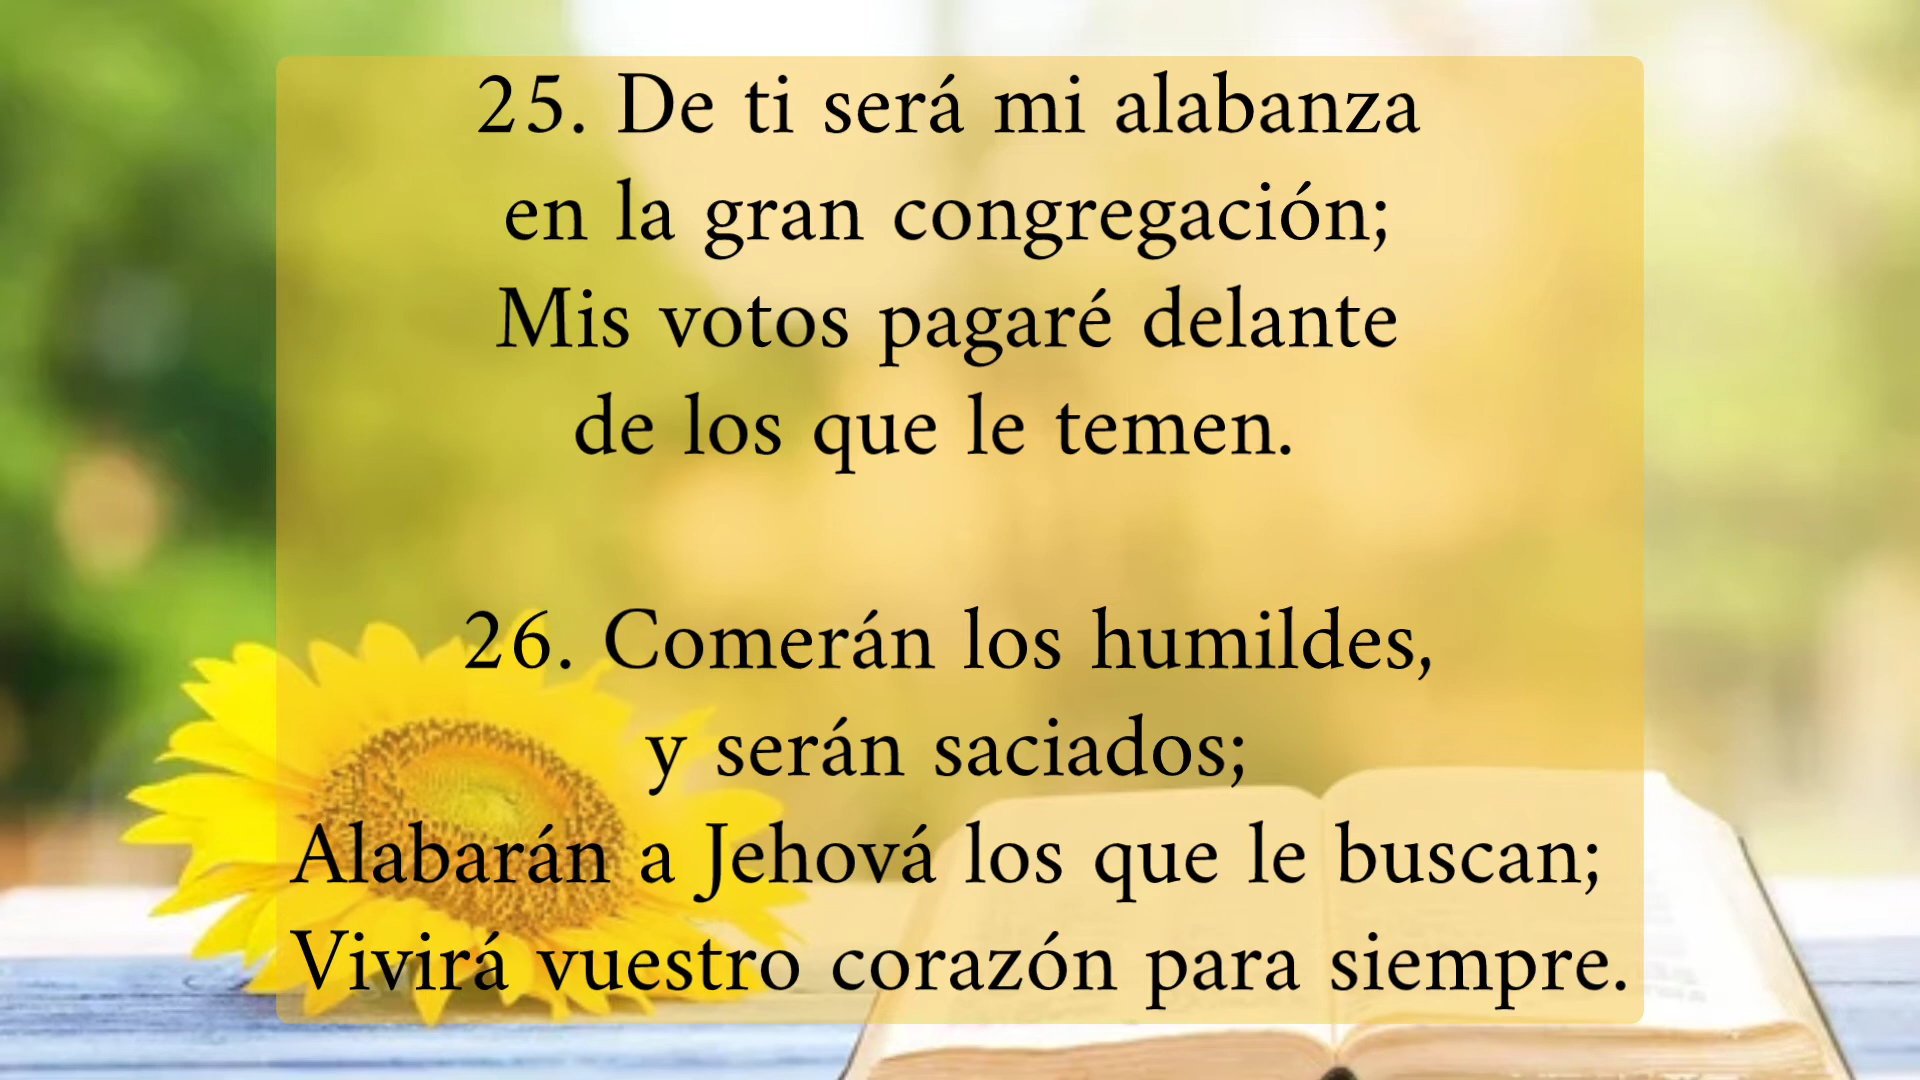 25. De ti será mi alabanza
en la gran congregación;
Mis votos pagaré delante
de los que le temen.
26. Comerán los humildes,
y serán saciados;
Alabarán a Jehová los que le buscan;
Vivirá vuestro corazón para siempre.